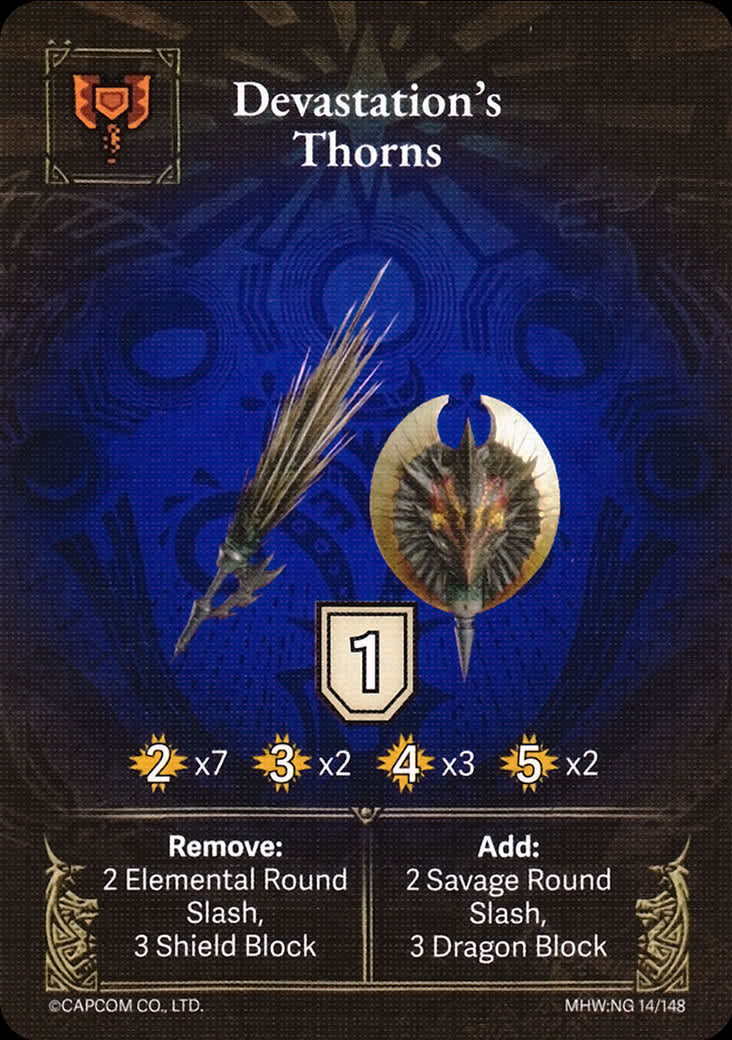 Devastation's
Thorns
1
2 x7 3 x2 4 x3 5 x2
Remove:
2 Elemental Round
Slash,
3 Shield Block
Add:
2 Savage Round
Slash,
3 Dragon Block
©CAPCOM CO., LTD.
MHW:NG 14/148